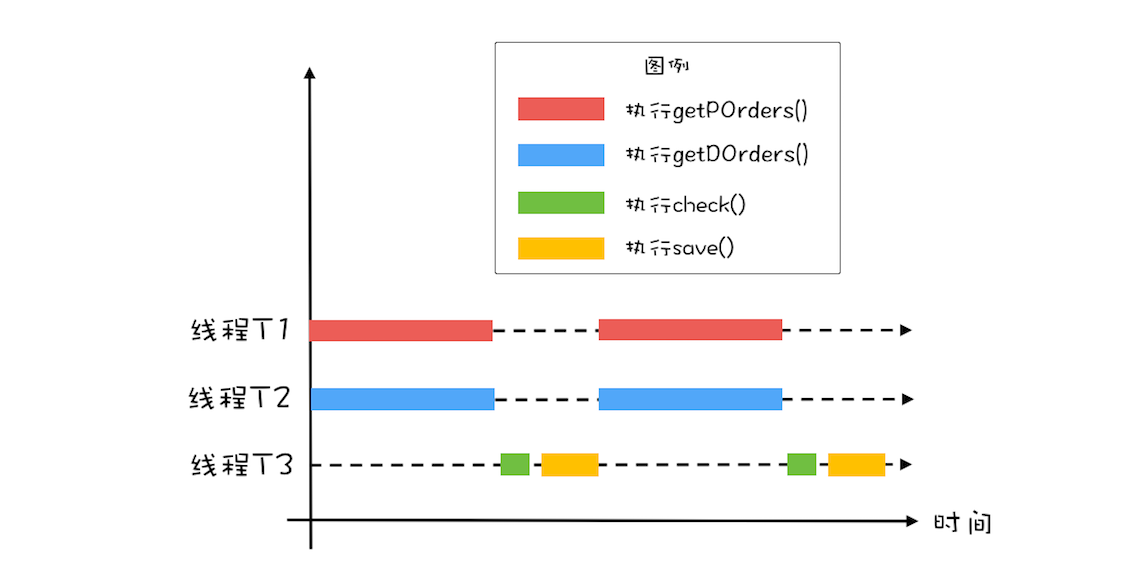 图例
执行getPOrders()
执行getDOrders()
执行check()
执行save()
线程T1
线程T2
线程T3
时间